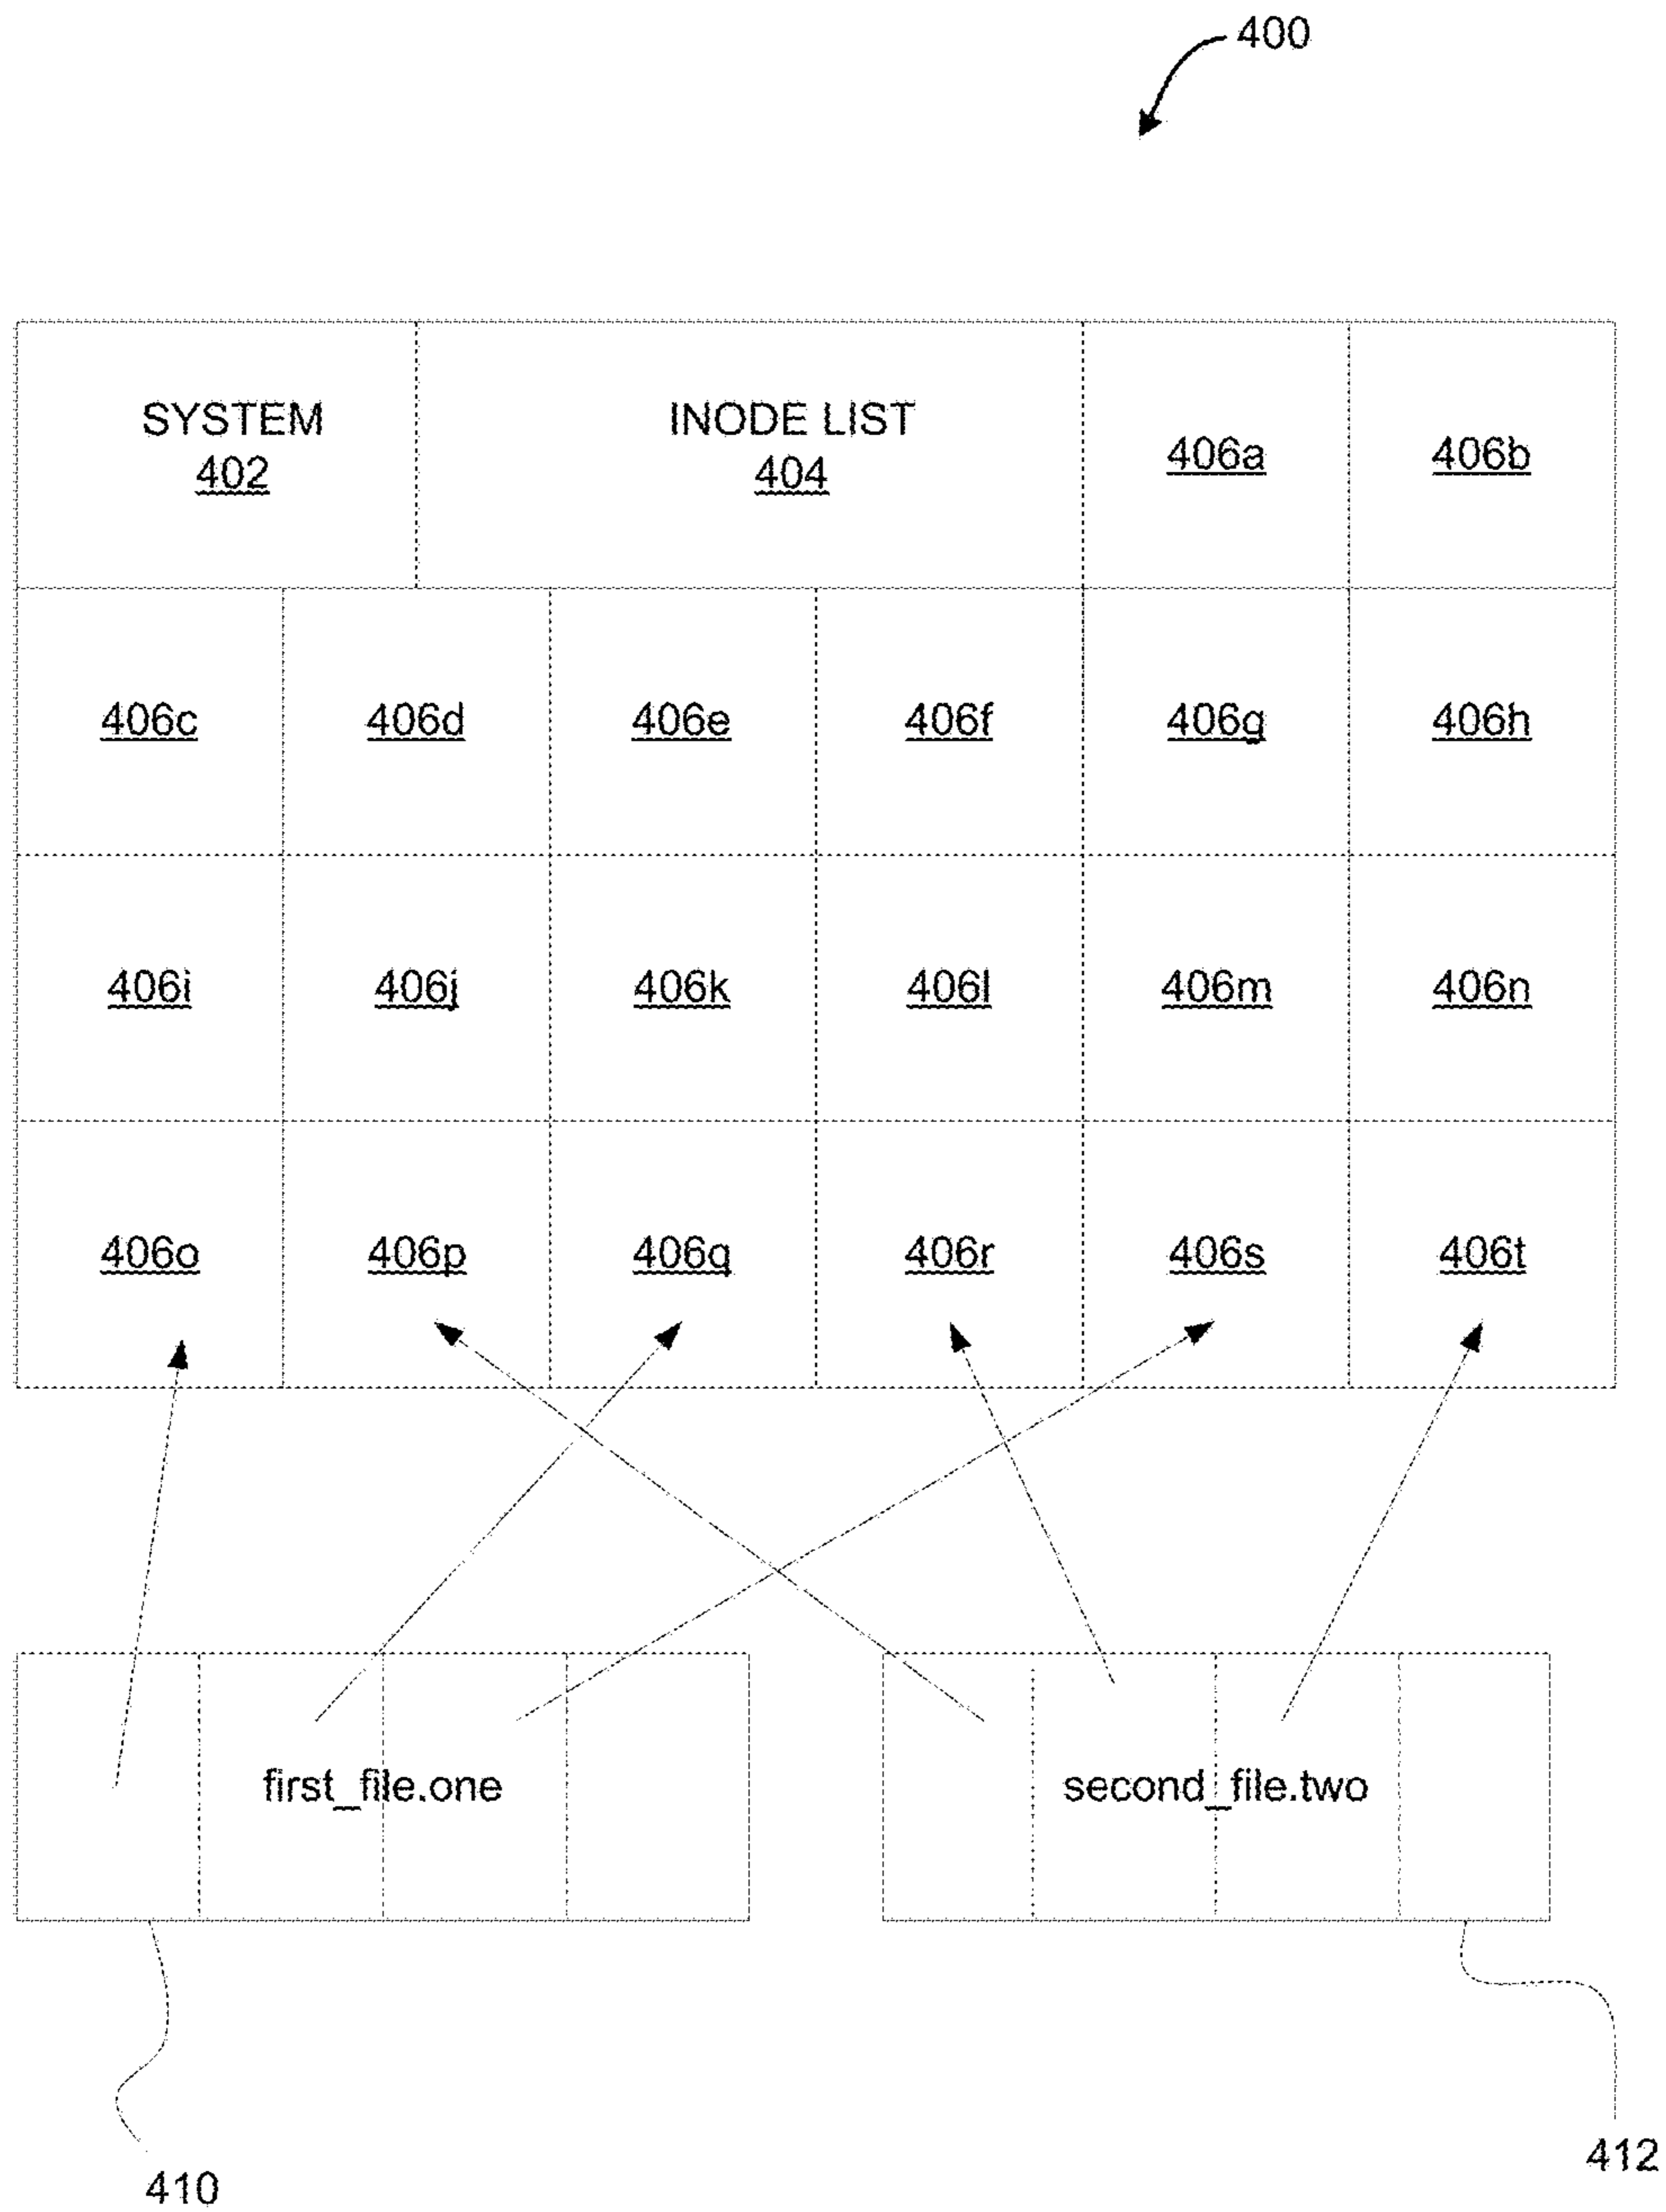 400
SYSTEM
402
INODE LIST
404
406a
406b
406c
406d
406e
406f
406g
406h
406i
406j
406k
406l
406m
406n
406o
406p
406q
406r
406s
406t
first_file.one
second_file.two
410
412